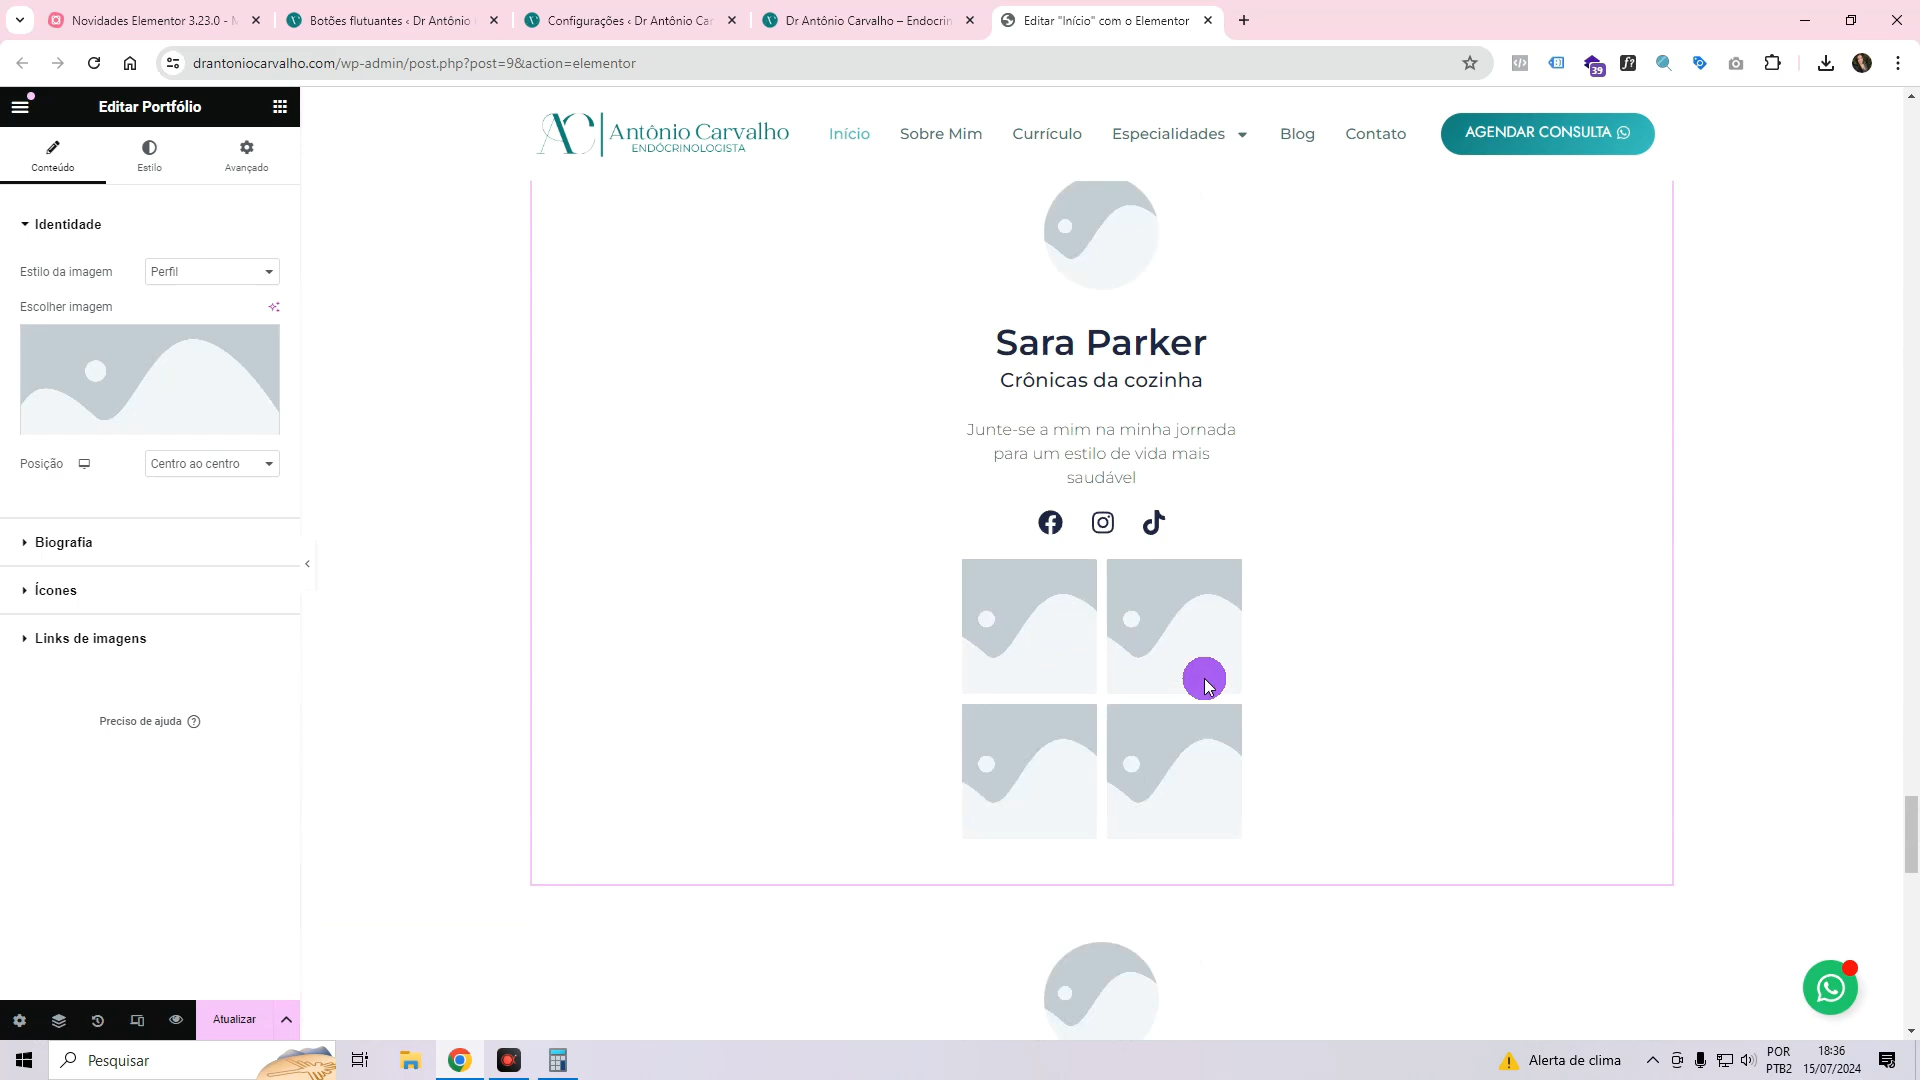 Novidades Elementor 3.23.0 - M
Botões flutuantes ‹ Dr Antônio C
Configurações ‹ Dr Antônio Car
Dr Antônio Carvalho – Endocrin
Editar "Início" com o Elementor
drantoniocarvalho.com/wp-admin/post.php?post=9&action=elementor
39
f?
Editar Portfólio
Conteúdo
Estilo
Avançado
Identidade
Estilo da imagem
Perfil
Escolher imagem
Posição
Centro ao centro
Biografia
Ícones
Links de imagens
Preciso de ajuda
Atualizar
AC
Antônio Carvalho
ENDÓCRINOLOGISTA
Início
Sobre Mim
Currículo
Especialidades
Blog
Contato
AGENDAR CONSULTA
Sara Parker
Crônicas da cozinha
Junte-se a mim na minha jornada
para um estilo de vida mais
saudável
Pesquisar
Alerta de clima
POR
PTB2
18:36
15/07/2024